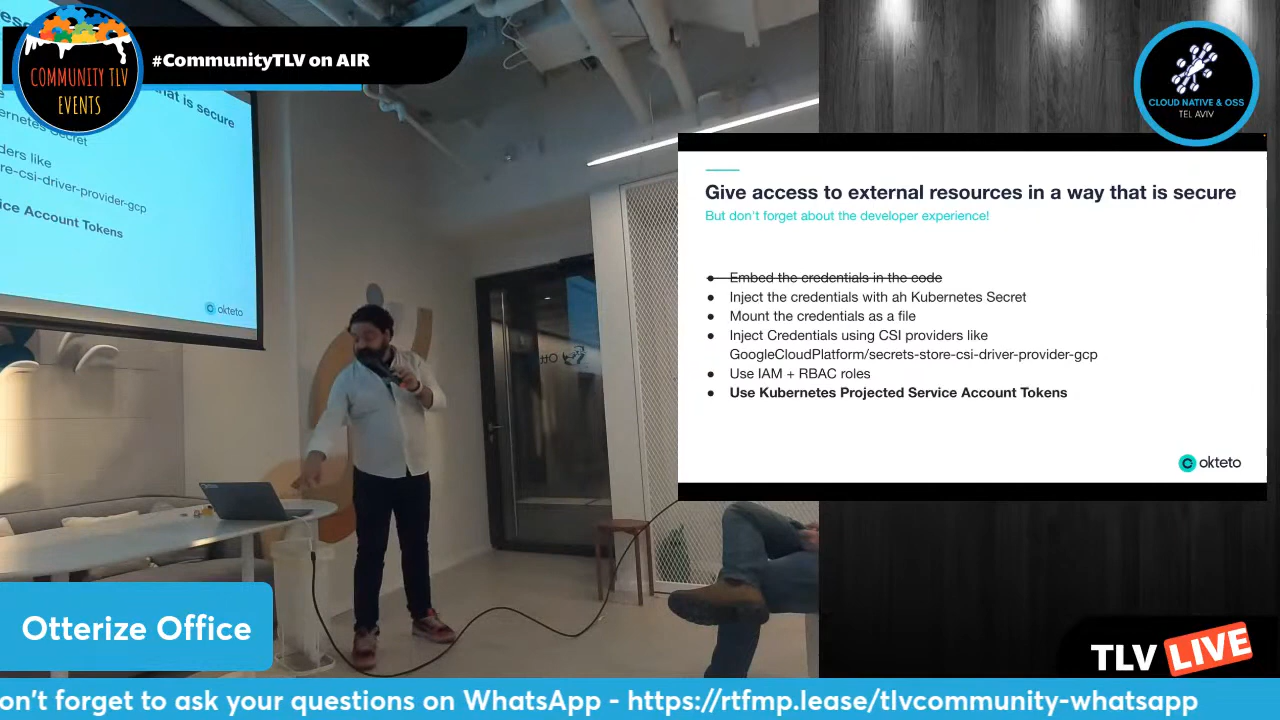 #CommunityTLV on AIR
COMMUNITY TLV
EVENTS
that is secure
ernetes Secret
ders like
re-csi-driver-provider-gcp
ice Account Tokens
okteto
CLOUD NATIVE & OSS
TEL AVIV
Give access to external resources in a way that is secure
But don't forget about the developer experience!
● Embed the credentials in the code
● Inject the credentials with ah Kubernetes Secret
● Mount the credentials as a file
● Inject Credentials using CSI providers like
GoogleCloudPlatform/secrets-store-csi-driver-provider-gcp
● Use IAM + RBAC roles
● Use Kubernetes Projected Service Account Tokens
okteto
Otterize Office
TLV LIVE
on't forget to ask your questions on WhatsApp - https://rtfmp.lease/tlvcommunity-whatsapp